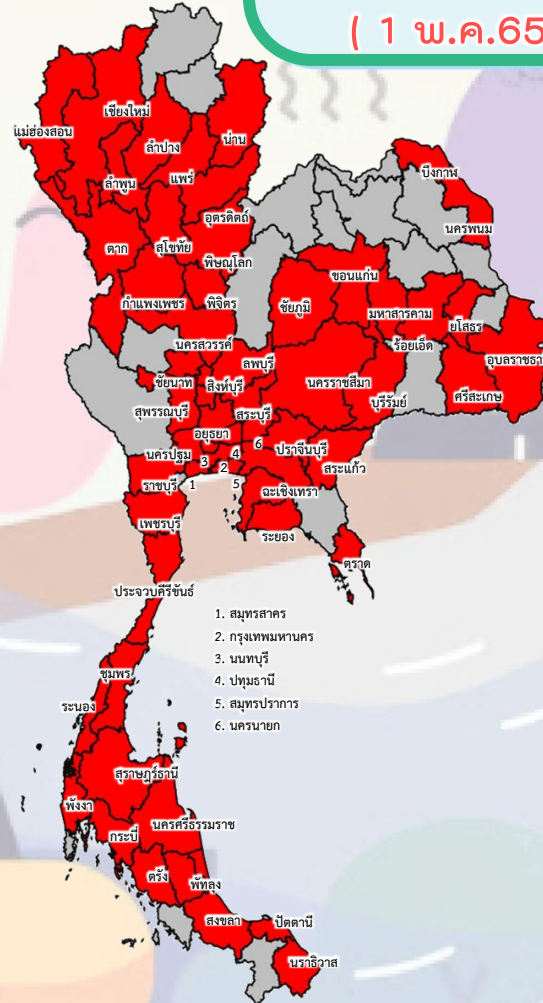 ( 1 พ.ค.65
เชียงใหม่
แม่ฮ่องสอน
ลำปาง
น่าน
ลำพูน
แพร่
บึงกาฬ
นครพนม
อุตรดิตถ์
ตาก
สุโขทัย
พิษณุโลก
ขอนแก่น
กำแพงเพชร
พิจิตร
ชัยภูมิ
มหาสารคาม
ยโสธร
นครสวรรค์
ร้อยเอ็ด
ลพบุรี
อุบลราชธา
ชัยนาท
สิงห์บุรี
นครราชสีมา
ศรีสะเกษ
สุพรรณบุรี
สระบุรี
บุรีรัมย์
อยุธยา
6
ปราจีนบุรี
นครปฐม
3
4
2
สระแก้ว
ราชบุรี
1
5
ฉะเชิงเทรา
เพชรบุรี
ระยอง
ตราด
ประจวบคีรีขันธ์
1. สมุทรสาคร
2. กรุงเทพมหานคร
3. นนทบุรี
4. ปทุมธานี
5. สมุทรปราการ
6. นครนายก
ชุมพร
ระนอง
สุราษฎร์ธานี
พังงา
นครศรีธรรมราช
กระบี่
ตรัง
พัทลุง
สงขลา
ปัตตานี
นราธิวาส